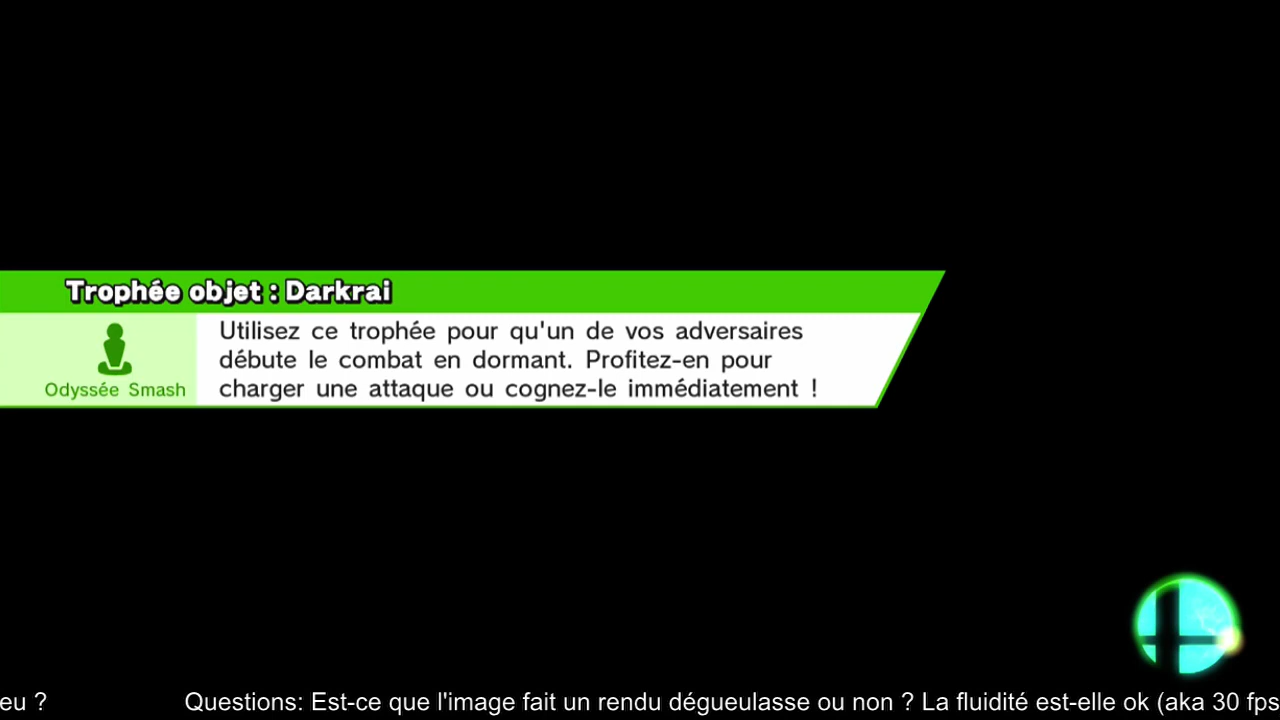 Trophée objet : Darkrai
Utilisez ce trophée pour qu'un de vos adversaires
débute le combat en dormant. Profitez-en pour
charger une attaque ou cognez-le immédiatement !
Odyssée Smash
eu ? Questions: Est-ce que l'image fait un rendu dégueulasse ou non ? La fluidité est-elle ok (aka 30 fps